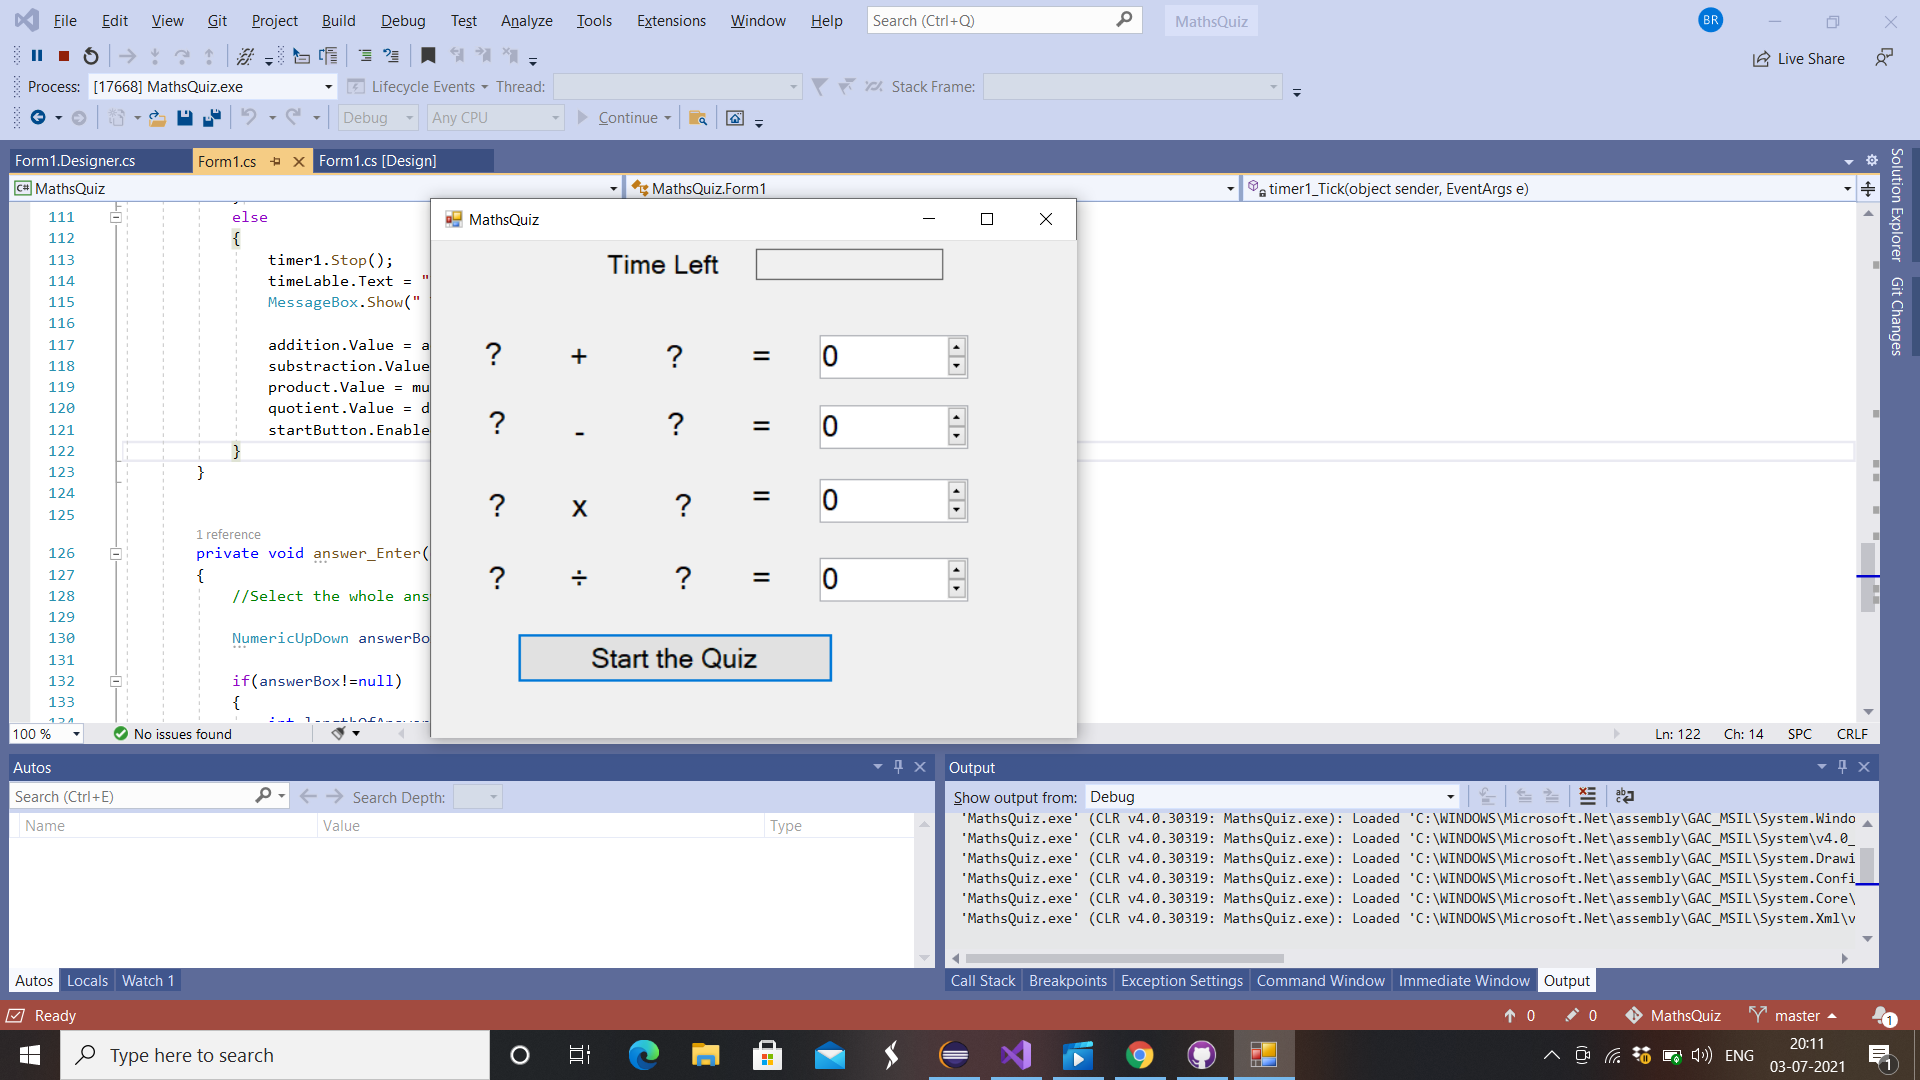 File Edit View Git Project Build Debug Test Analyze Tools Extensions Window Help Search (Ctrl+Q) MathsQuiz BR
Live Share
Process: [17668] MathsQuiz.exe Lifecycle Events Thread: Stack Frame:
Debug Any CPU Continue
Form1.Designer.cs Form1.cs Form1.cs [Design]
C# MathsQuiz MathsQuiz.Form1 timer1_Tick(object sender, EventArgs e)
Solution Explorer
Git Changes
111 else
112 {
113 timer1.Stop();
114 timeLable.Text = "
115 MessageBox.Show("
116
117 addition.Value = a
118 substraction.Value
119 product.Value = mu
120 quotient.Value = d
121 startButton.Enable
122 }
123 }
124
125
1 reference
126 private void answer_Enter(
127 {
128 //Select the whole ans
129
130 NumericUpDown answerBo
131
132 if(answerBox!=null)
133 {
134 int lengthOfAnswer
MathsQuiz
Time Left
? + ? = 0
? - ? = 0
? x ? = 0
? ÷ ? = 0
Start the Quiz
100 % No issues found Ln: 122 Ch: 14 SPC CRLF
Autos
Search (Ctrl+E) Search Depth:
Name Value Type
Autos Locals Watch 1
Output
Show output from: Debug
'MathsQuiz.exe' (CLR v4.0.30319: MathsQuiz.exe): Loaded 'C:\WINDOWS\Microsoft.Net\assembly\GAC_MSIL\System.Windo
'MathsQuiz.exe' (CLR v4.0.30319: MathsQuiz.exe): Loaded 'C:\WINDOWS\Microsoft.Net\assembly\GAC_MSIL\System\v4.0_
'MathsQuiz.exe' (CLR v4.0.30319: MathsQuiz.exe): Loaded 'C:\WINDOWS\Microsoft.Net\assembly\GAC_MSIL\System.Drawi
'MathsQuiz.exe' (CLR v4.0.30319: MathsQuiz.exe): Loaded 'C:\WINDOWS\Microsoft.Net\assembly\GAC_MSIL\System.Confi
'MathsQuiz.exe' (CLR v4.0.30319: MathsQuiz.exe): Loaded 'C:\WINDOWS\Microsoft.Net\assembly\GAC_MSIL\System.Core\
'MathsQuiz.exe' (CLR v4.0.30319: MathsQuiz.exe): Loaded 'C:\WINDOWS\Microsoft.Net\assembly\GAC_MSIL\System.Xml\v
Call Stack Breakpoints Exception Settings Command Window Immediate Window Output
Ready 0 0 MathsQuiz master 1
Type here to search ENG 20:11
03-07-2021 1